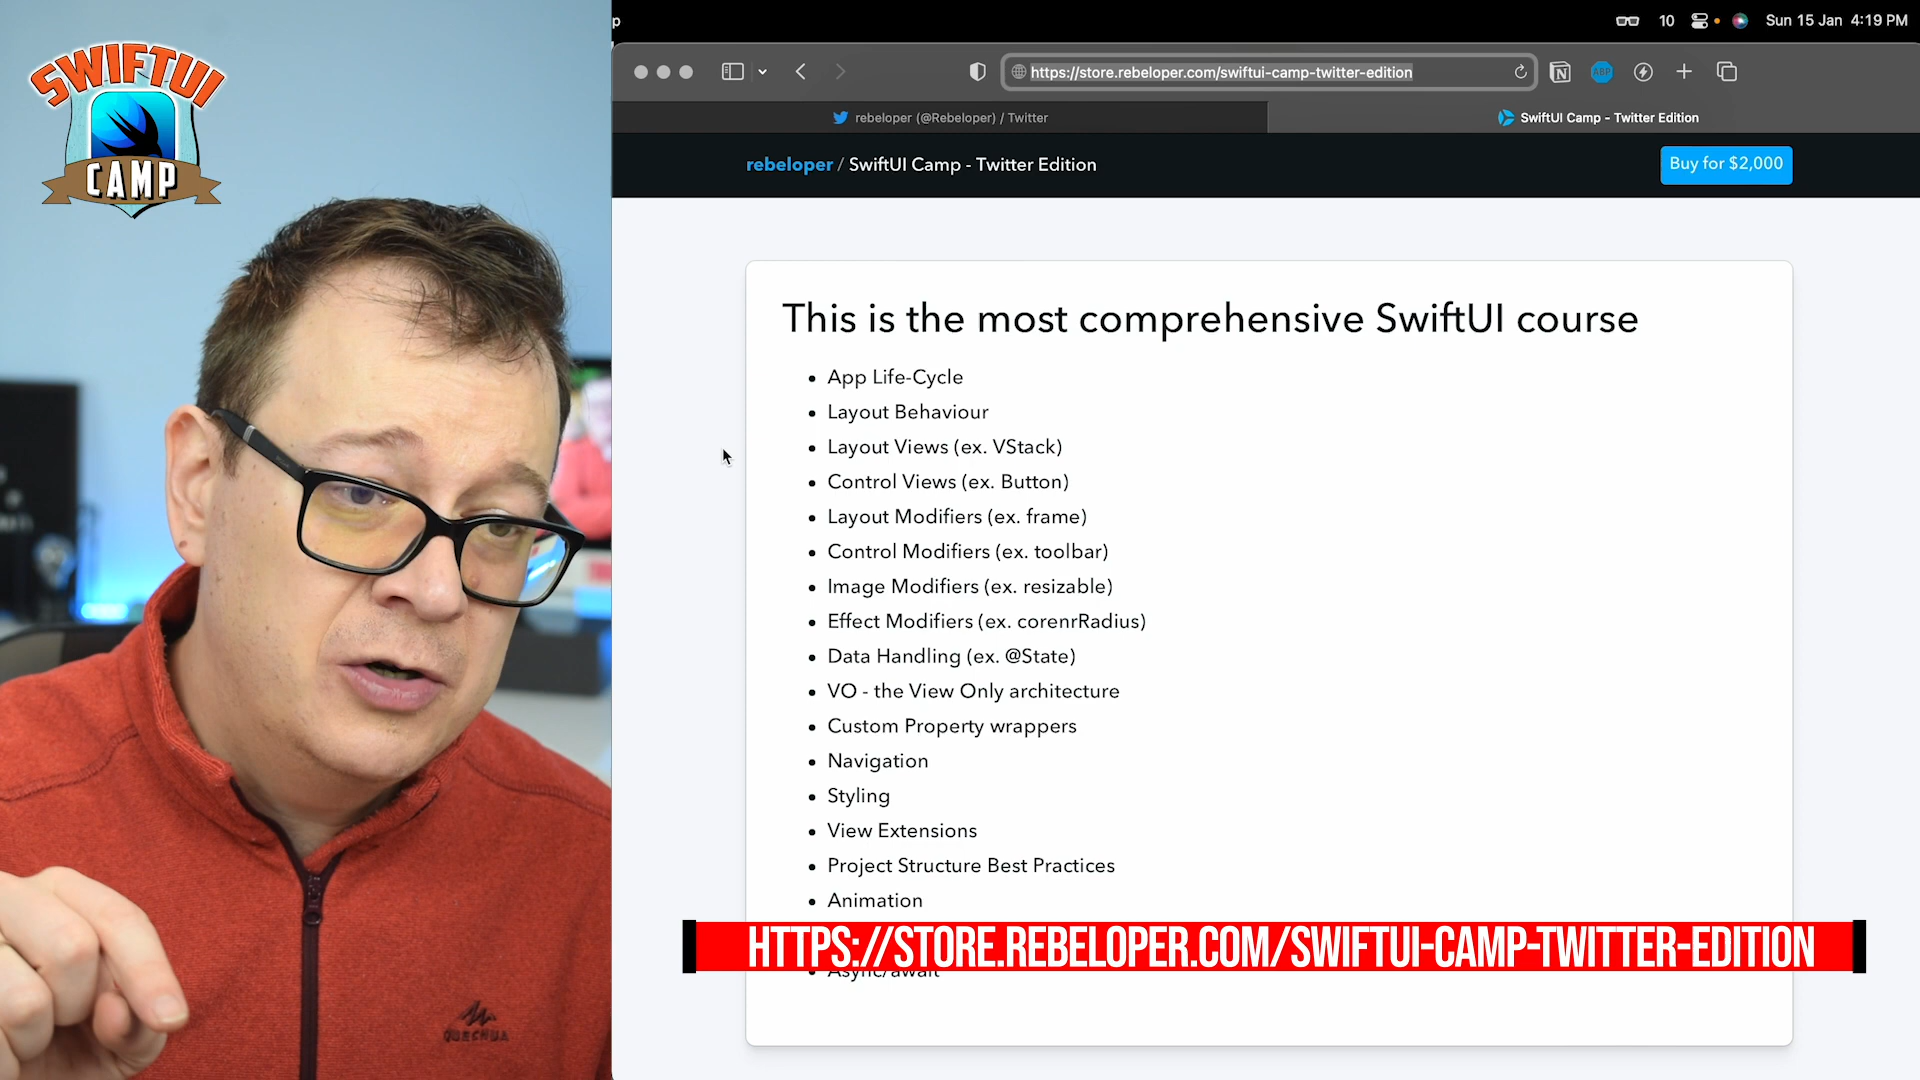 SWIFTUI
CAMP
p
10
Sun 15 Jan 4:19 PM
https://store.rebeloper.com/swiftui-camp-twitter-edition
ABP
rebeloper (@Rebeloper) / Twitter
SwiftUI Camp - Twitter Edition
rebeloper / SwiftUI Camp - Twitter Edition
Buy for $2,000
This is the most comprehensive SwiftUI course
• App Life-Cycle
• Layout Behaviour
• Layout Views (ex. VStack)
• Control Views (ex. Button)
• Layout Modifiers (ex. frame)
• Control Modifiers (ex. toolbar)
• Image Modifiers (ex. resizable)
• Effect Modifiers (ex. corenrRadius)
• Data Handling (ex. @State)
• VO - the View Only architecture
• Custom Property wrappers
• Navigation
• Styling
• View Extensions
• Project Structure Best Practices
• Animation
HTTPS://STORE.REBELOPER.COM/SWIFTUI-CAMP-TWITTER-EDITION
• Async/await
QUECHUA